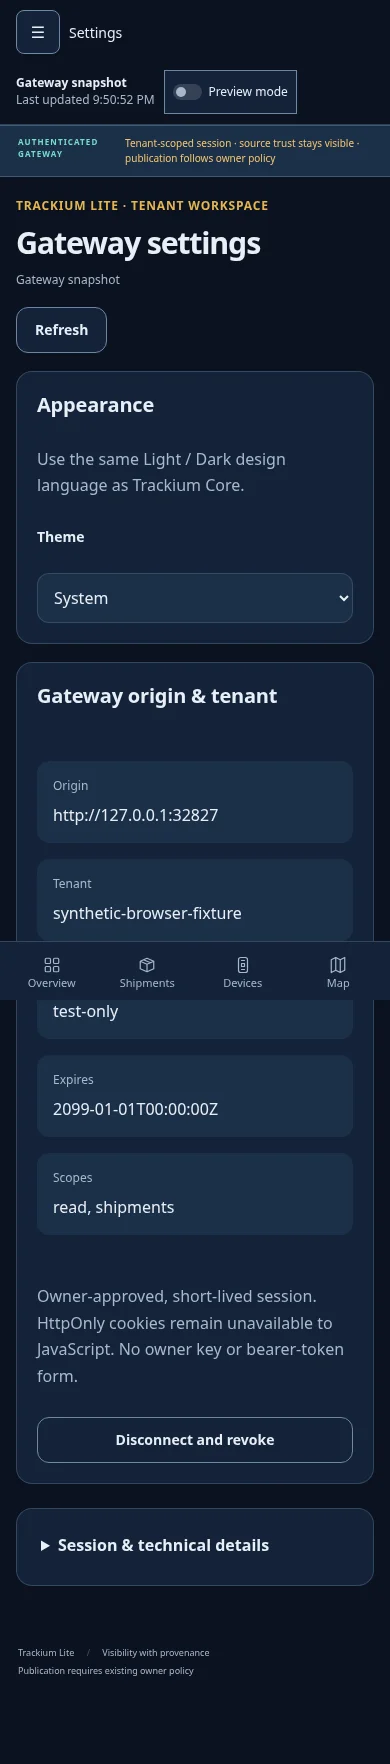 ☰ Settings
Gateway snapshot
Last updated 9:50:52 PM
Preview mode
AUTHENTICATED
GATEWAY
Tenant-scoped session · source trust stays visible ·
publication follows owner policy
TRACKIUM LITE · TENANT WORKSPACE
Gateway settings
Gateway snapshot
Refresh
Appearance
Use the same Light / Dark design
language as Trackium Core.
Theme
System
Gateway origin & tenant
Origin
http://127.0.0.1:32827
Tenant
synthetic-browser-fixture
Overview Shipments Devices Map
test-only
Expires
2099-01-01T00:00:00Z
Scopes
read, shipments
Owner-approved, short-lived session.
HttpOnly cookies remain unavailable to
JavaScript. No owner key or bearer-token
form.
Disconnect and revoke
▶ Session & technical details
Trackium Lite / Visibility with provenance
Publication requires existing owner policy